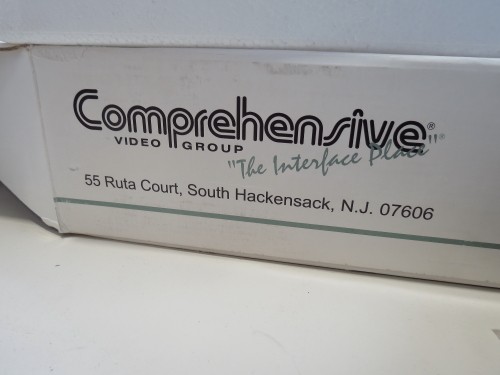 Comprehensive®
VIDEO GROUP
"The Interface Place"®
55 Ruta Court, South Hackensack, N.J. 07606